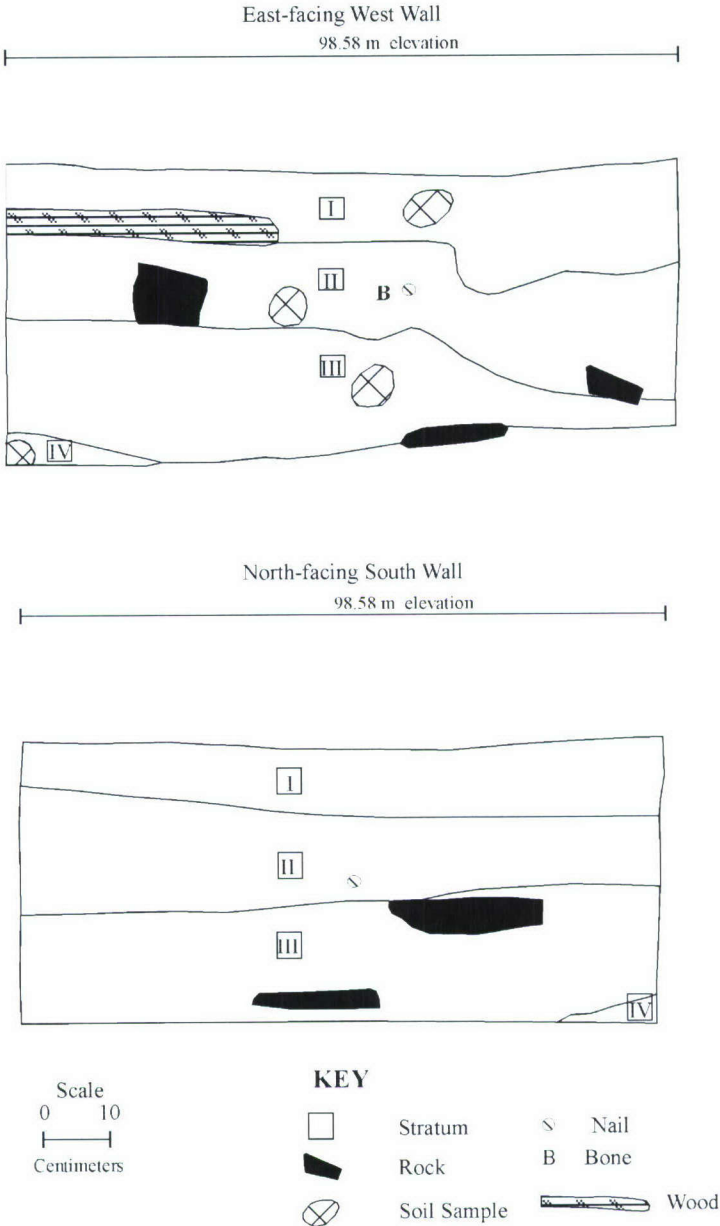 East-facing West Wall
98.58 m elevation
I
II
B
III
IV
North-facing South Wall
98.58 m elevation
I
II
III
IV
KEY
Scale
0 10
Centimeters
Stratum
Nail
Rock
B Bone
Soil Sample
Wood